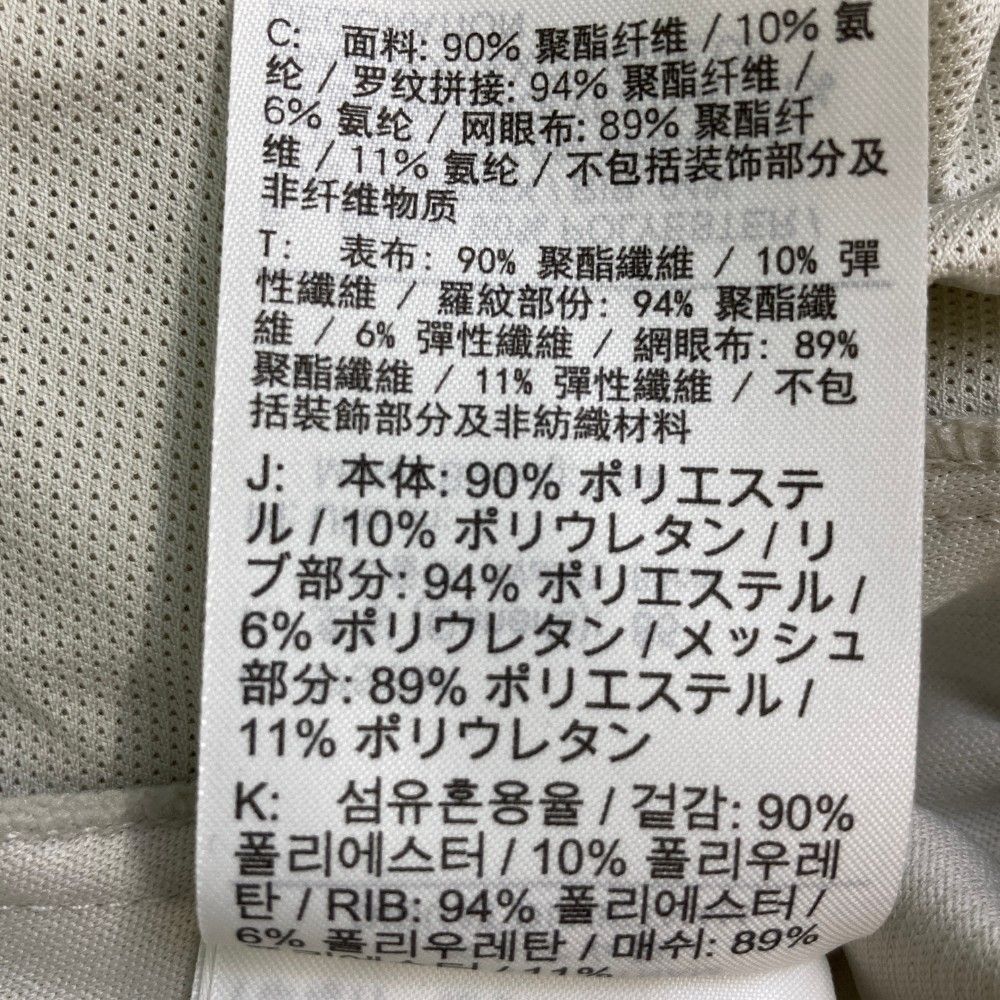 C: 面料: 90% 聚酯纤维 / 10% 氨
纶 / 罗纹拼接: 94% 聚酯纤维 /
6% 氨纶 / 网眼布: 89% 聚酯纤
维 / 11% 氨纶 / 不包括装饰部分及
非纤维物质
T: 表布: 90% 聚酯纖維 / 10% 彈
性纖維 / 羅紋部份: 94% 聚酯纖
維 / 6% 彈性纖維 / 網眼布: 89%
聚酯纖維 / 11% 彈性纖維 / 不包
括裝飾部分及非紡織材料
J: 本体: 90% ポリエステ
ル / 10% ポリウレタン / リ
ブ部分: 94% ポリエステル /
6% ポリウレタン / メッシュ
部分: 89% ポリエステル /
11% ポリウレタン
K: 섬유혼용율 / 겉감: 90%
폴리에스터 / 10% 폴리우레
탄 / RIB: 94% 폴리에스터 /
6% 폴리우레탄 / 매쉬: 89%
/ 11%